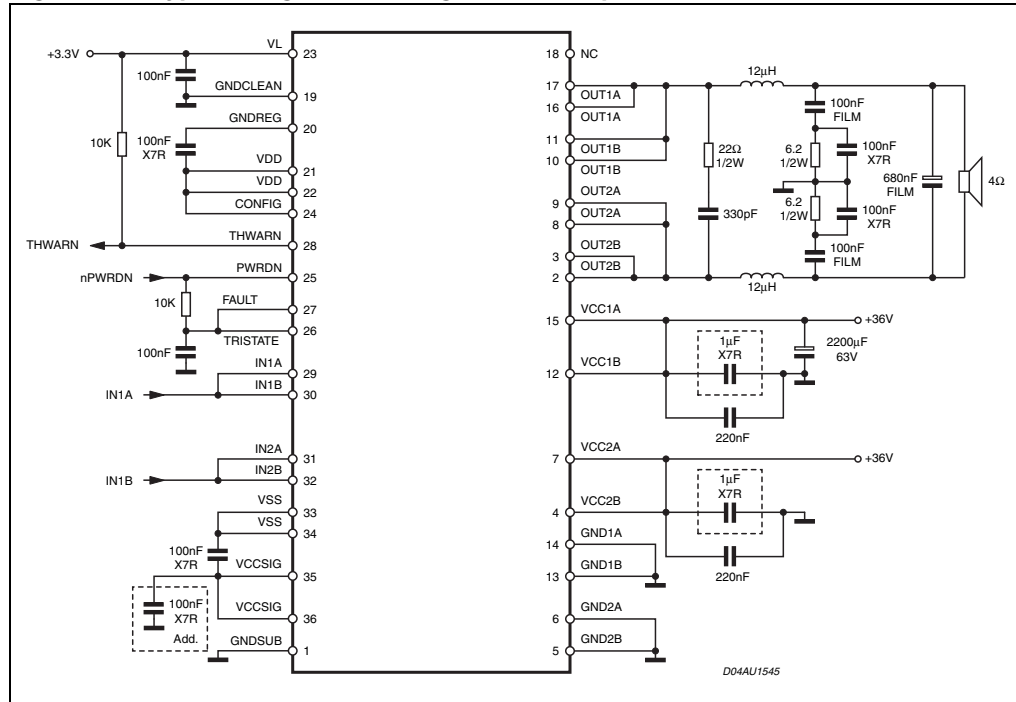 +3.3V
VL
23
100nF
GNDCLEAN
19
10K
GNDREG
20
100nF
X7R
VDD
21
VDD
22
CONFIG
24
THWARN
THWARN
28
nPWRDN
PWRDN
25
10K
FAULT
27
26
TRISTATE
100nF
IN1A
29
IN1A
IN1B
30
IN2A
31
IN1B
IN2B
32
VSS
33
VSS
34
100nF
X7R
VCCSIG
35
100nF
X7R
Add.
VCCSIG
36
GNDSUB
1
18
NC
17
OUT1A
16
OUT1A
11
OUT1B
10
OUT1B
OUT2A
9
OUT2A
8
OUT2B
3
OUT2B
2
12µH
100nF
FILM
22Ω
1/2W
6.2
1/2W
100nF
X7R
680nF
FILM
4Ω
6.2
1/2W
330pF
100nF
X7R
100nF
FILM
12µH
15
VCC1A
+36V
1µF
X7R
2200µF
63V
12
VCC1B
220nF
7
VCC2A
+36V
1µF
X7R
4
VCC2B
220nF
14
GND1A
13
GND1B
6
GND2A
5
GND2B
D04AU1545